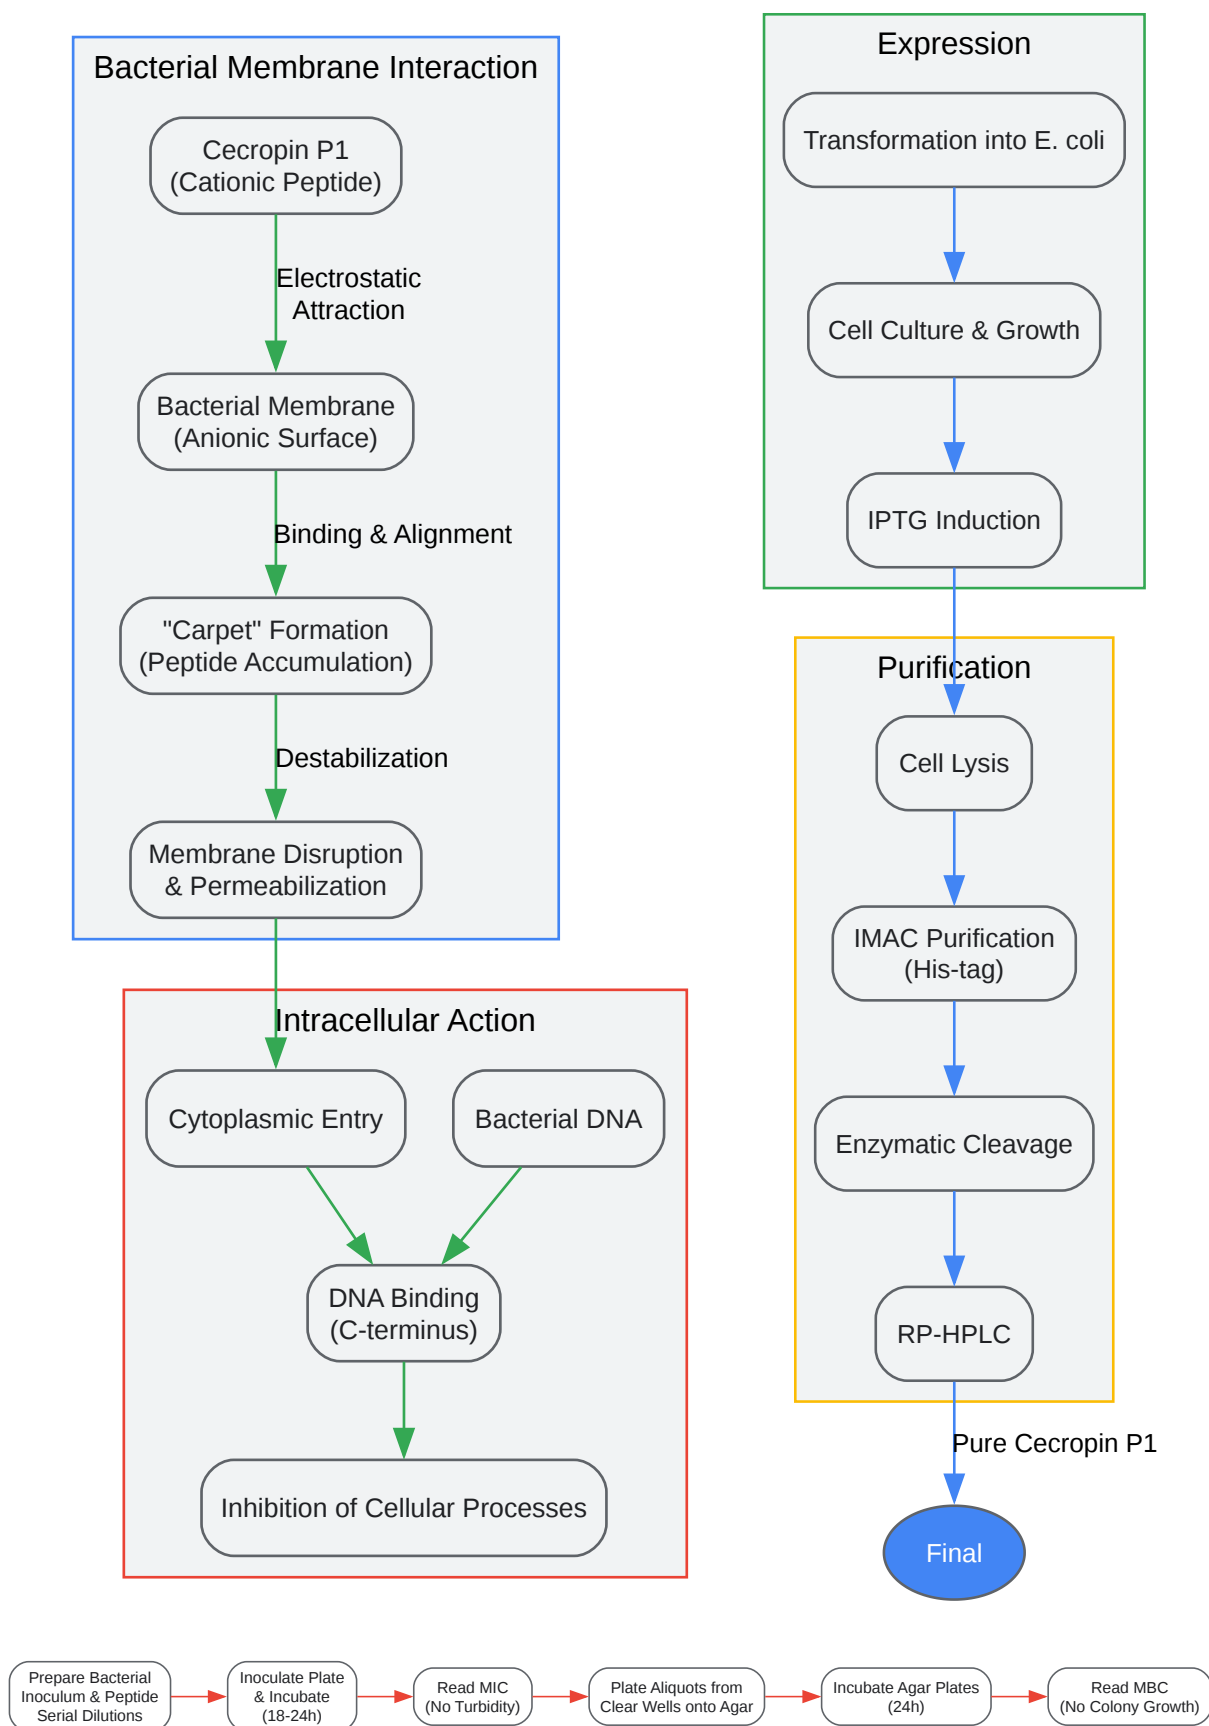 Bacterial Membrane Interaction
Cecropin P1
(Cationic Peptide)
Electrostatic
Attraction
Bacterial Membrane
(Anionic Surface)
Binding & Alignment
"Carpet" Formation
(Peptide Accumulation)
Destabilization
Membrane Disruption
& Permeabilization
Intracellular Action
Cytoplasmic Entry
Bacterial DNA
DNA Binding
(C-terminus)
Inhibition of Cellular Processes
Expression
Transformation into E. coli
Cell Culture & Growth
IPTG Induction
Purification
Cell Lysis
IMAC Purification
(His-tag)
Enzymatic Cleavage
RP-HPLC
Pure Cecropin P1
Final
Prepare Bacterial
Inoculum & Peptide
Serial Dilutions
Inoculate Plate
& Incubate
(18-24h)
Read MIC
(No Turbidity)
Plate Aliquots from
Clear Wells onto Agar
Incubate Agar Plates
(24h)
Read MBC
(No Colony Growth)